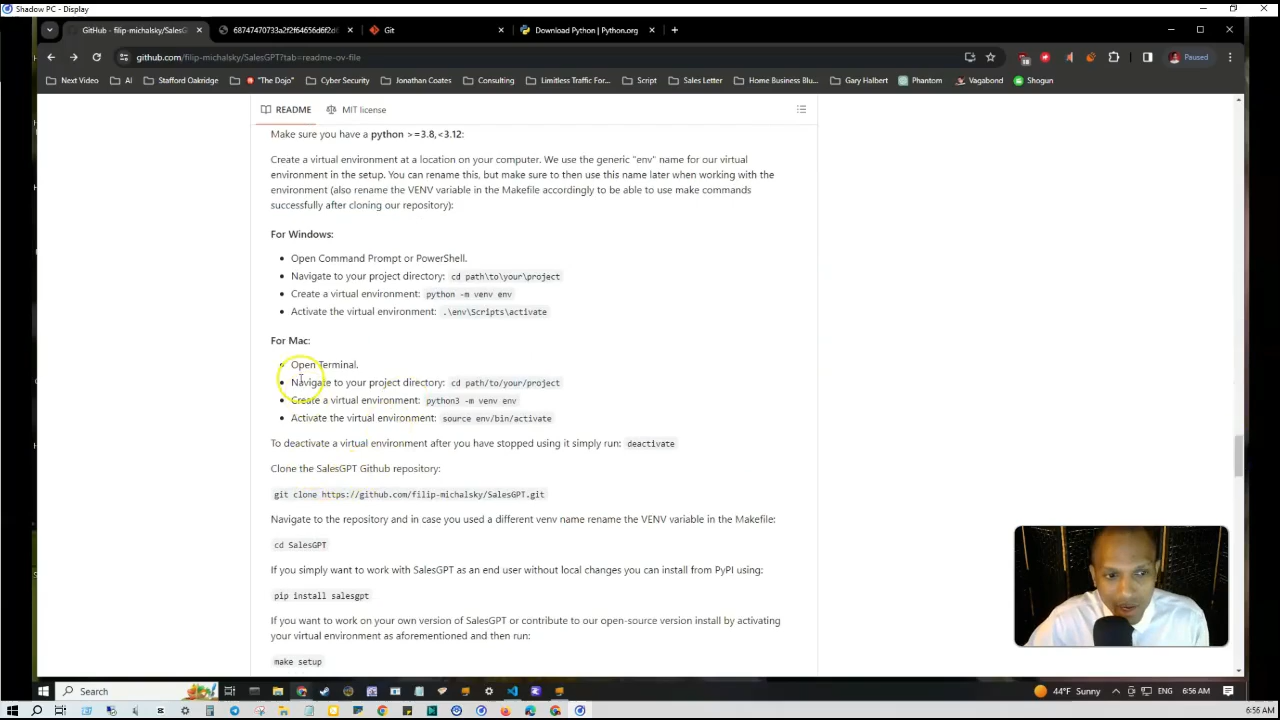 Shadow PC - Display
GitHub - filip-michalsky/SalesG
68747470733a2f2f64656d6f6d2d6
Git
Download Python | Python.org
github.com/filip-michalsky/SalesGPT?tab=readme-ov-file
Paused
Next Video
AI
Stafford Oakridge
"The Dojo"
Cyber Security
Jonathan Coates
Consulting
Limitless Traffic For...
Script
Sales Letter
Home Business Blu...
Gary Halbert
Phantom
Vagabond
Shogun
README
MIT license
Make sure you have a python >=3.8,<3.12:
Create a virtual environment at a location on your computer. We use the generic "env" name for our virtual
environment in the setup. You can rename this, but make sure to then use this name later when working with the
environment (also rename the VENV variable in the Makefile accordingly to be able to use make commands
successfully after cloning our repository):
For Windows:
Open Command Prompt or PowerShell.
Navigate to your project directory: cd path\to\your\project
Create a virtual environment: python -m venv env
Activate the virtual environment: .\env\Scripts\activate
For Mac:
Open Terminal.
Navigate to your project directory: cd path/to/your/project
Create a virtual environment: python3 -m venv env
Activate the virtual environment: source env/bin/activate
To deactivate a virtual environment after you have stopped using it simply run: deactivate
Clone the SalesGPT Github repository:
git clone https://github.com/filip-michalsky/SalesGPT.git
Navigate to the repository and in case you used a different venv name rename the VENV variable in the Makefile:
cd SalesGPT
If you simply want to work with SalesGPT as an end user without local changes you can install from PyPI using:
pip install salesgpt
If you want to work on your own version of SalesGPT or contribute to our open-source version install by activating
your virtual environment as aforementioned and then run:
make setup
Search
44°F Sunny
ENG
6:56 AM
6:56 AM